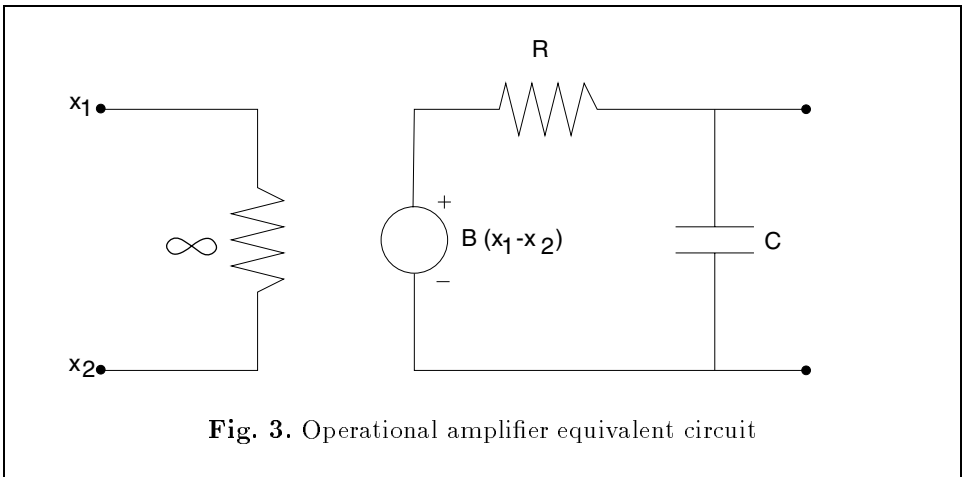 R
x1
+
∞
B (x1-x2)
C
−
x2
Fig. 3. Operational amplifier equivalent circuit